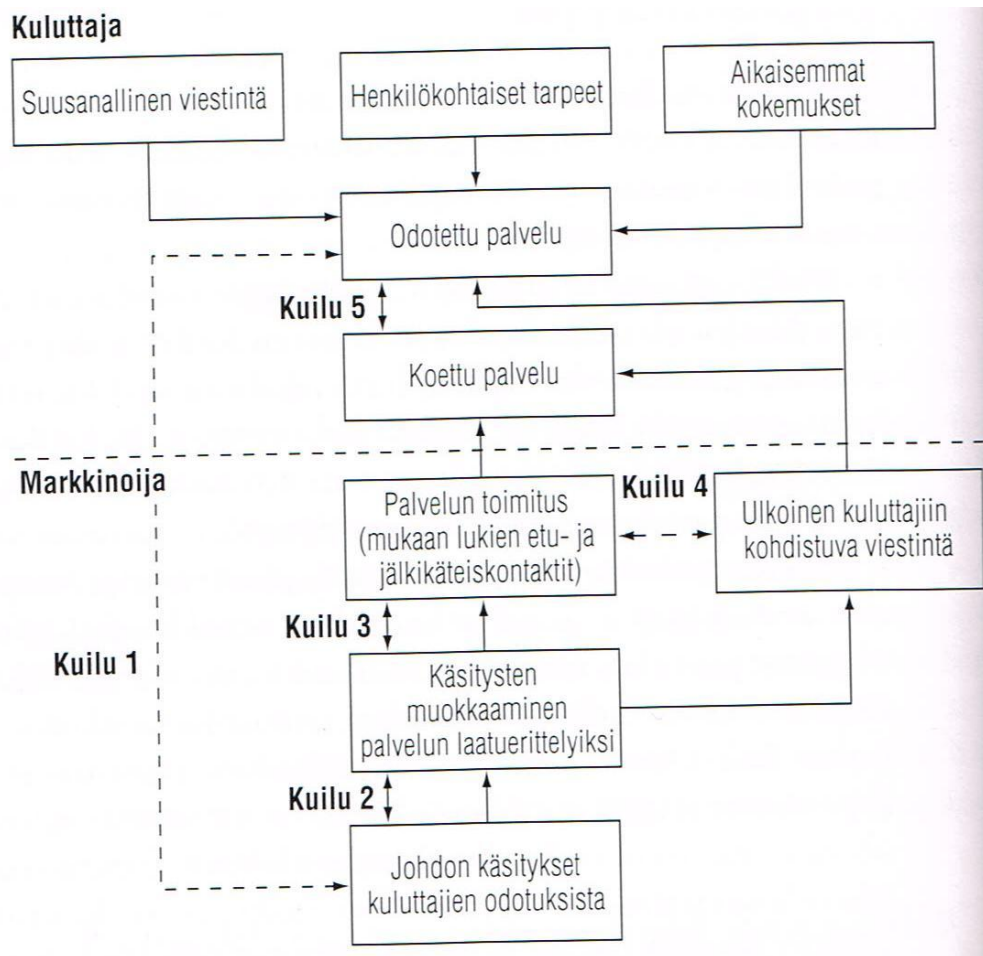 Kuluttaja
Suusanallinen viestintä
Henkilökohtaiset tarpeet
Aikaisemmat
kokemukset
Odotettu palvelu
Kuilu 5
Koettu palvelu
Markkinoija
Palvelun toimitus
(mukaan lukien etu- ja
jälkikäteiskontaktit)
Kuilu 4
Ulkoinen kuluttajiin
kohdistuva viestintä
Kuilu 3
Kuilu 1
Käsitysten
muokkaaminen
palvelun laatuerittelyiksi
Kuilu 2
Johdon käsitykset
kuluttajien odotuksista